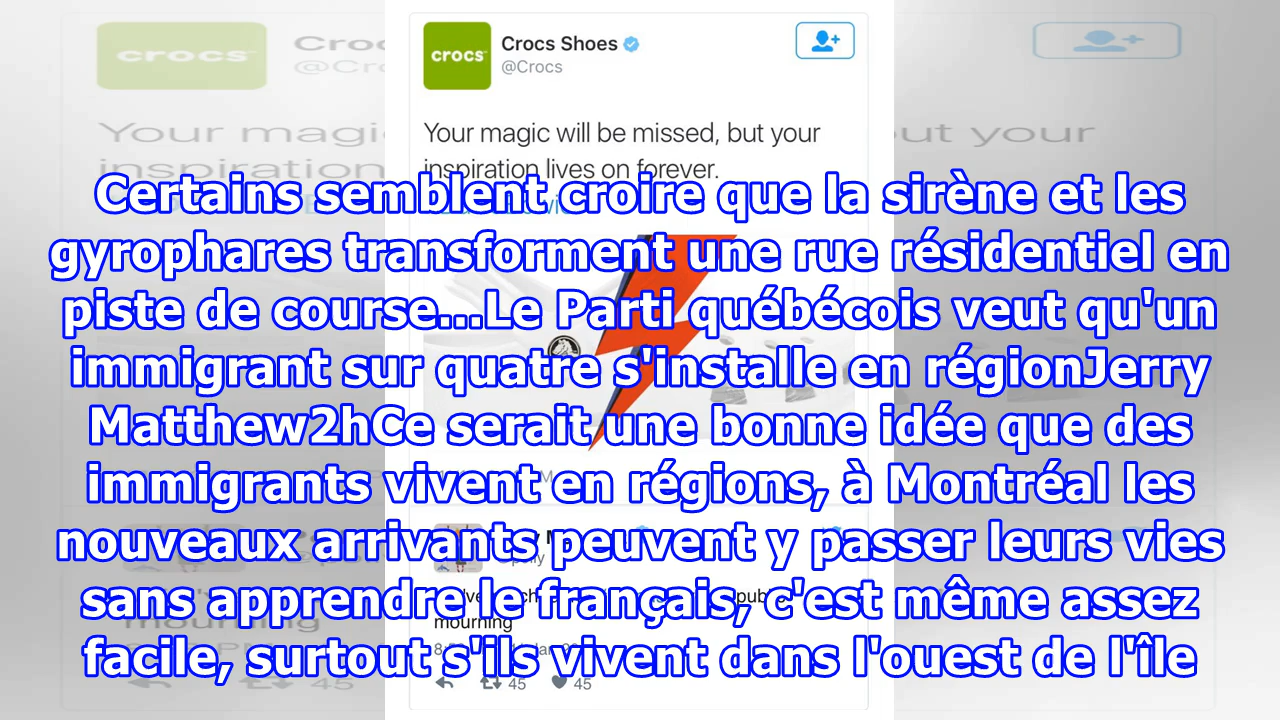 crocs
Crocs Shoes
@Crocs
Your magic will be missed, but your
inspiration lives on forever.
Certains semblent croire que la sirène et les
gyrophares transforment une rue résidentiel en
piste de course...Le Parti québécois veut qu'un
immigrant sur quatre s'installe en régionJerry
Matthew2hCe serait une bonne idée que des
immigrants vivent en régions, à Montréal les
nouveaux arrivants peuvent y passer leurs vies
sans apprendre le français, c'est même assez
facile, surtout s'ils vivent dans l'ouest de l'île
mourning
45 45